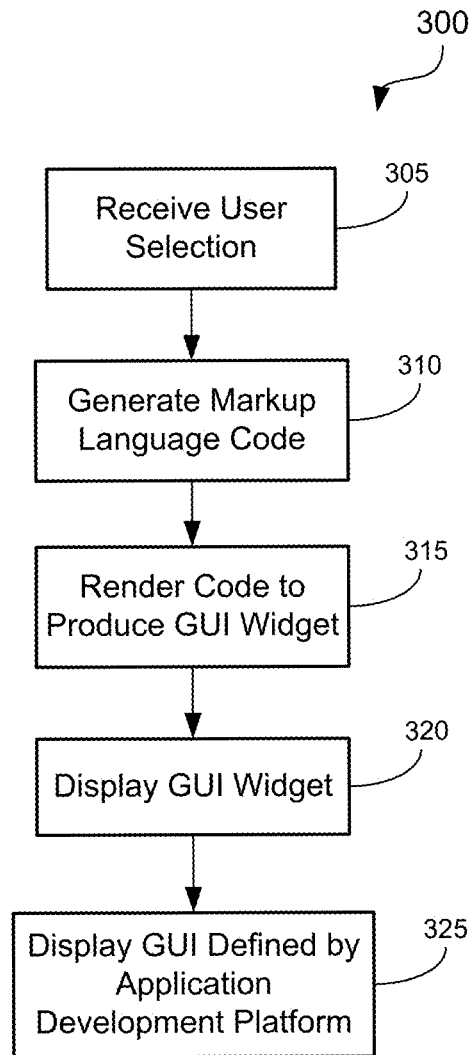 300
305
Receive User
Selection
310
Generate Markup
Language Code
315
Render Code to
Produce GUI Widget
320
Display GUI Widget
325
Display GUI Defined by
Application
Development Platform